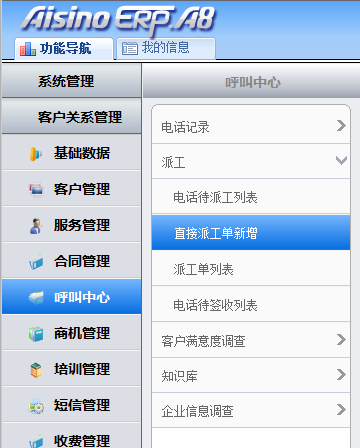 Aisino ERP.A8
功能导航 我的信息
系统管理
客户关系管理
基础数据
客户管理
服务管理
合同管理
呼叫中心
商机管理
培训管理
短信管理
收费管理
呼叫中心
电话记录
派工
电话待派工列表
直接派工单新增
派工单列表
电话待签收列表
客户满意度调查
知识库
企业信息调查